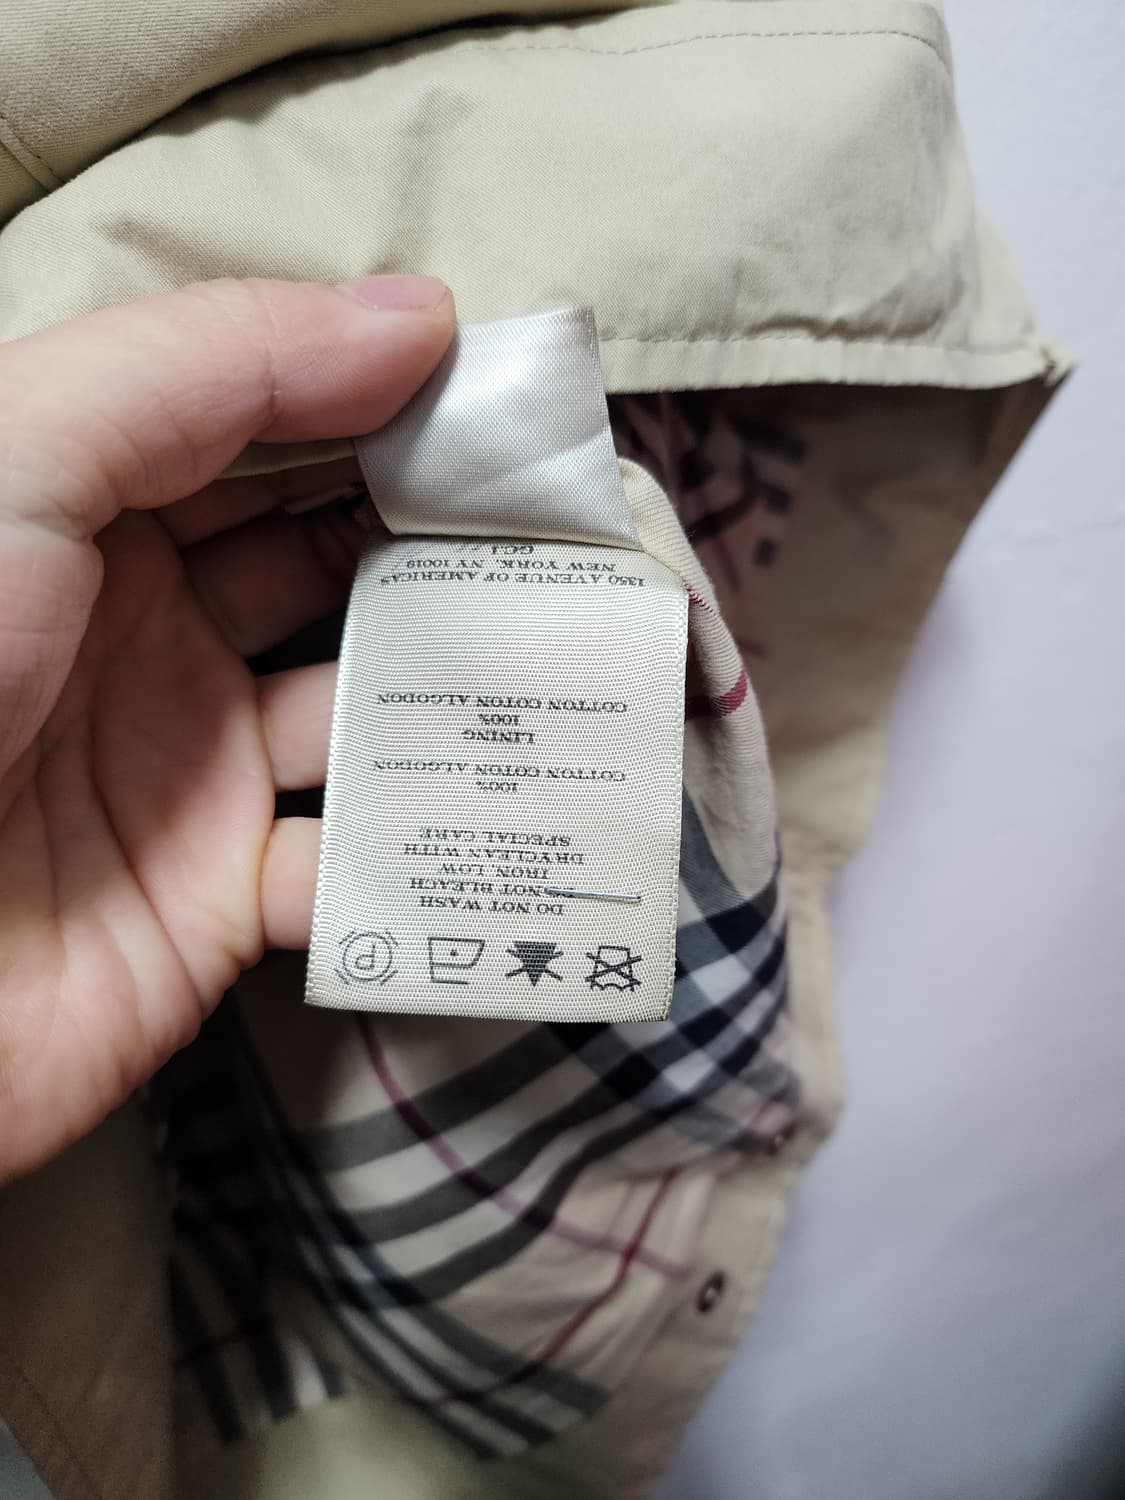 DO NOT WASH
DO NOT BLEACH
IRON LOW
DRYCLEAN WITH
SPECIAL CARE
100%
COTTON COTON ALGODON
LINING
100%
COTTON COTON ALGODON
1350 AVENUE OF AMERICAS
NEW YORK, NY 10019
P